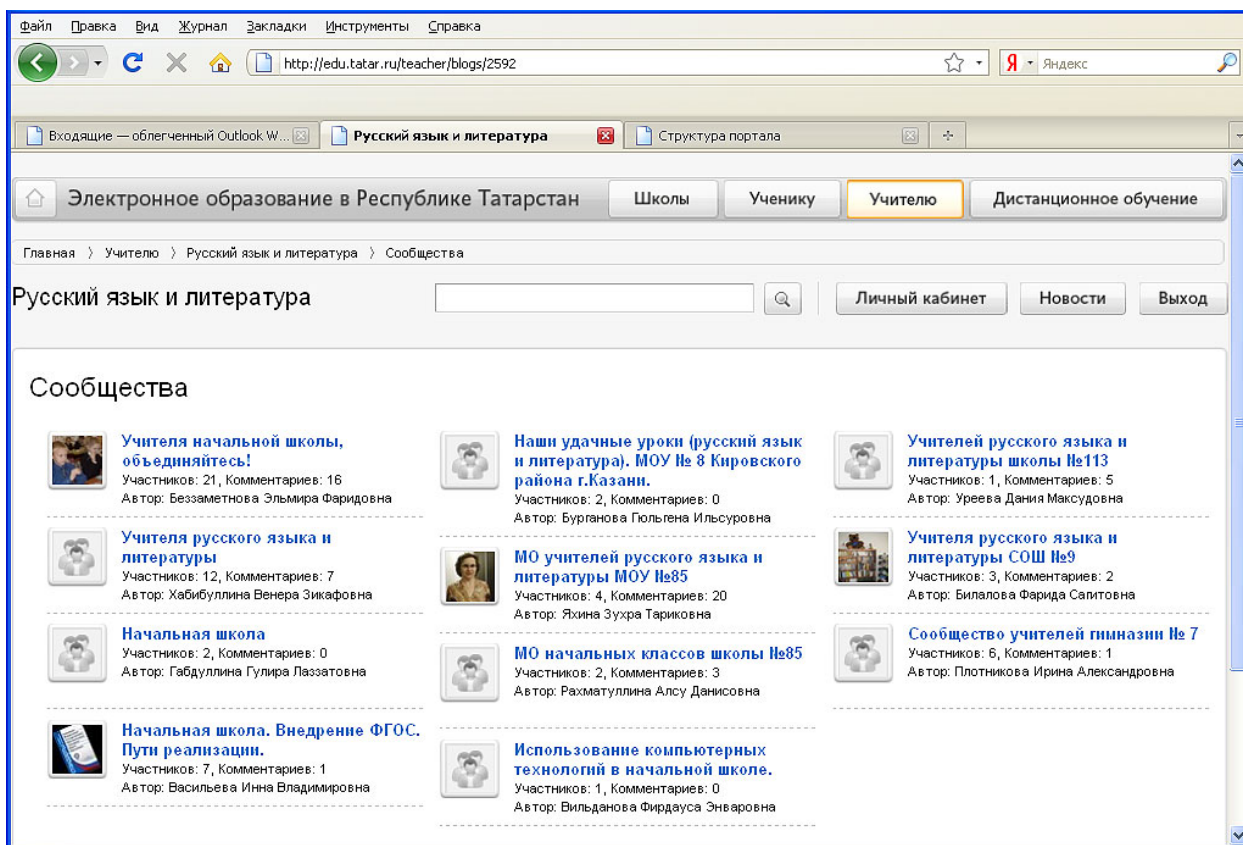 Файл Правка Вид Журнал Закладки Инструменты Справка
http://edu.tatar.ru/teacher/blogs/2592
Я Яндекс
Входящие — облегченный Outlook W...
Русский язык и литература
Структура портала
Электронное образование в Республике Татарстан
Школы
Ученику
Учителю
Дистанционное обучение
Главная > Учителю > Русский язык и литература > Сообщества
Русский язык и литература
Личный кабинет
Новости
Выход
Сообщества
Учителя начальной школы,
объединяйтесь!
Участников: 21, Комментариев: 16
Автор: Беззаметнова Эльмира Фаридовна
Учителя русского языка и
литературы
Участников: 12, Комментариев: 7
Автор: Хабибуллина Венера Зикафовна
Начальная школа
Участников: 2, Комментариев: 0
Автор: Габдуллина Гулира Лаззатовна
Начальная школа. Внедрение ФГОС.
Пути реализации.
Участников: 7, Комментариев: 1
Автор: Васильева Инна Владимировна
Наши удачные уроки (русский язык
и литература). МОУ № 8 Кировского
района г.Казани.
Участников: 2, Комментариев: 0
Автор: Бурганова Гюльгена Ильсуровна
МО учителей русского языка и
литературы МОУ №85
Участников: 4, Комментариев: 20
Автор: Яхина Зухра Тариковна
МО начальных классов школы №85
Участников: 2, Комментариев: 3
Автор: Рахматуллина Алсу Данисовна
Использование компьютерных
технологий в начальной школе.
Участников: 1, Комментариев: 0
Автор: Вильданова Фирдауса Энваровна
Учителей русского языка и
литературы школы №113
Участников: 1, Комментариев: 5
Автор: Уреева Дания Максудовна
Учителя русского языка и
литературы СОШ №9
Участников: 3, Комментариев: 2
Автор: Билалова Фарида Сагитовна
Сообщество учителей гимназии № 7
Участников: 6, Комментариев: 1
Автор: Плотникова Ирина Александровна